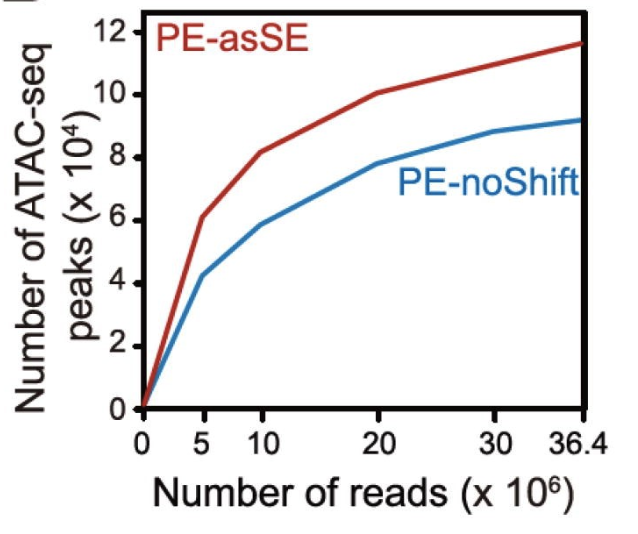 Number of ATAC-seq
peaks (x 10⁴)
12
10
8
6
4
2
0
PE-asSE
PE-noShift
0 5 10 20 30 36.4
Number of reads (x 10⁶)